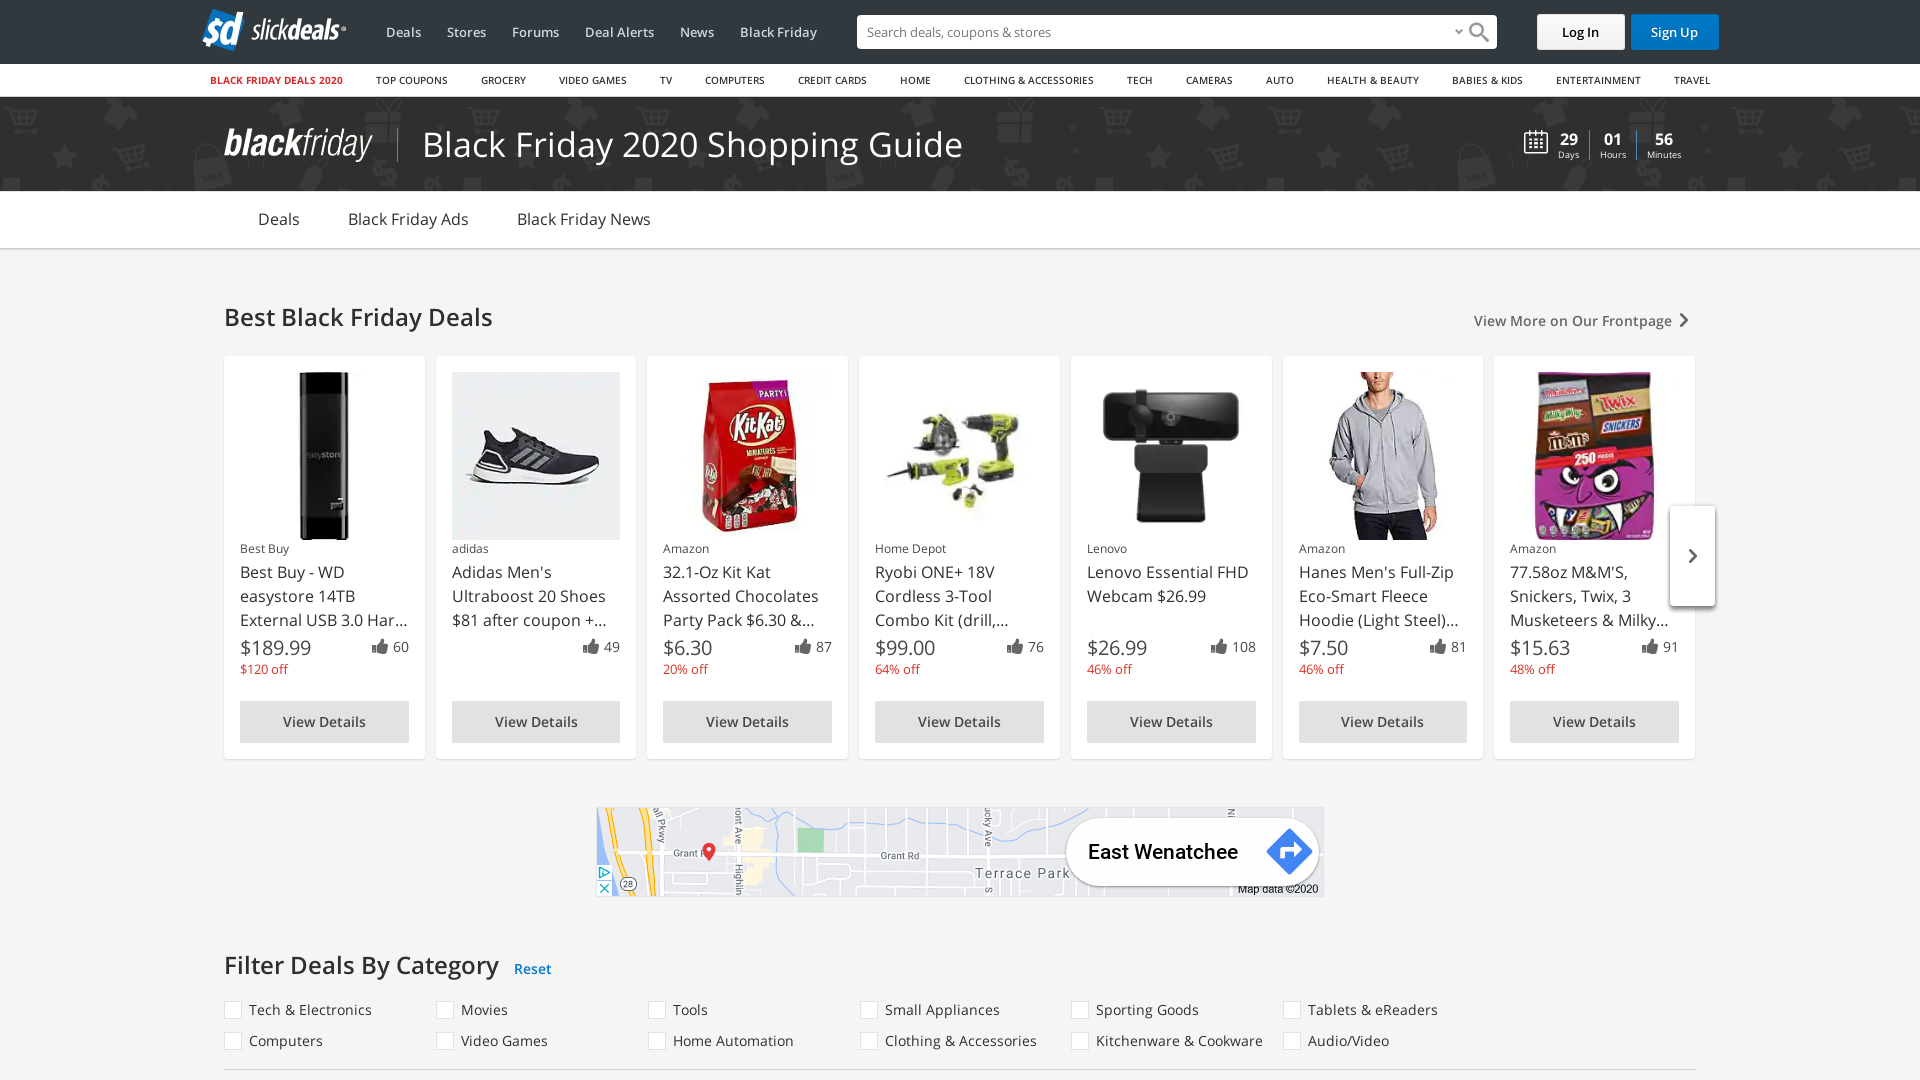 sd slickdeals
Deals Stores Forums Deal Alerts News Black Friday
Search deals, coupons & stores
Log In Sign Up
BLACK FRIDAY DEALS 2020 TOP COUPONS GROCERY VIDEO GAMES TV COMPUTERS CREDIT CARDS HOME CLOTHING & ACCESSORIES TECH CAMERAS AUTO HEALTH & BEAUTY BABIES & KIDS ENTERTAINMENT TRAVEL
blackfriday Black Friday 2020 Shopping Guide
29 01 56
Days Hours Minutes
Deals Black Friday Ads Black Friday News
Best Black Friday Deals
View More on Our Frontpage
easystore
PARTY
KitKat
MINIATURES
Twix
MilkyWay
SNICKERS
M&M's
250 PIECES
Best Buy
Best Buy - WD
easystore 14TB
External USB 3.0 Har...
$189.99 60
$120 off
View Details
adidas
Adidas Men's
Ultraboost 20 Shoes
$81 after coupon +...
49
View Details
Amazon
32.1-Oz Kit Kat
Assorted Chocolates
Party Pack $6.30 &...
$6.30 87
20% off
View Details
Home Depot
Ryobi ONE+ 18V
Cordless 3-Tool
Combo Kit (drill,...
$99.00 76
64% off
View Details
Lenovo
Lenovo Essential FHD
Webcam $26.99
$26.99 108
46% off
View Details
Amazon
Hanes Men's Full-Zip
Eco-Smart Fleece
Hoodie (Light Steel)...
$7.50 81
46% off
View Details
Amazon
77.58oz M&M'S,
Snickers, Twix, 3
Musketeers & Milky...
$15.63 91
48% off
View Details
Grant Rd
Terrace Park
28
East Wenatchee
Map data ©2020
Filter Deals By Category Reset
Tech & Electronics Movies Tools Small Appliances Sporting Goods Tablets & eReaders
Computers Video Games Home Automation Clothing & Accessories Kitchenware & Cookware Audio/Video